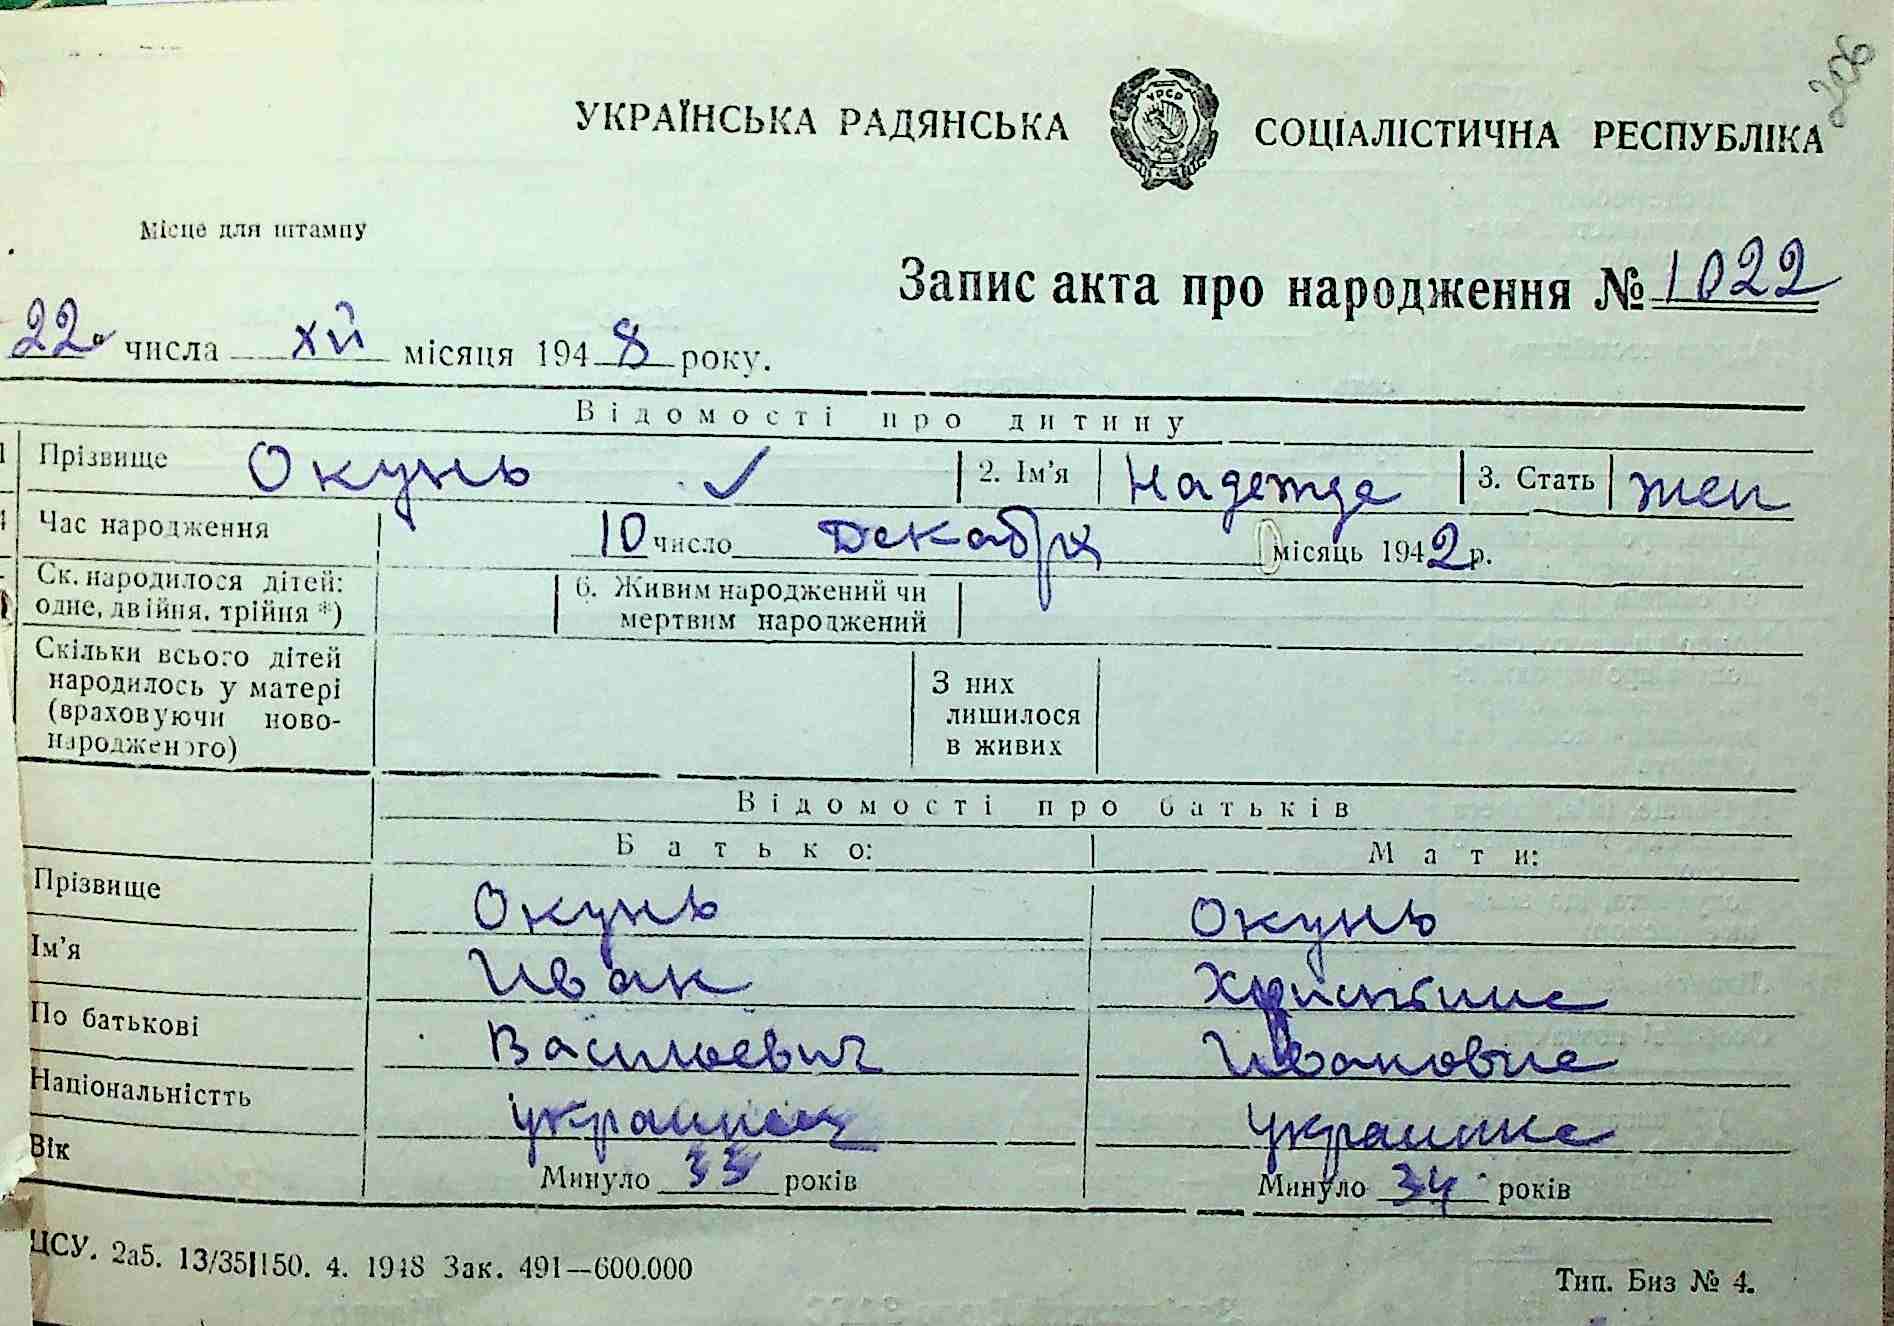 206
УКРАЇНСЬКА РАДЯНСЬКА СОЦІАЛІСТИЧНА РЕСПУБЛІКА
УРСР
Місце для штампу
Запис акта про народження № 1022
22 числа XII місяця 1948 року.
Відомості про дитину
Прізвище Окунь 2. Ім'я Надежда 3. Стать жен
Час народження 10 число декабря місяць 1942 р.
Ск. народилося дітей: 6. Живим народжений чи
одне, двійня, трійня *) мертвим народжений
Скільки всього дітей
народилось у матері З них
(враховуючи ново- лишилося
народженого) в живих
Відомості про батьків
Батько: Мати:
Прізвище Окунь Окунь
Ім'я Иван Христина
По батькові Васильевич Ивановна
Національністть украинец украинка
Вік Минуло 33 років Минуло 34 років
ЦСУ. 2а5. 13/35|150. 4. 1948 Зак. 491—600.000 Тип. Биз № 4.